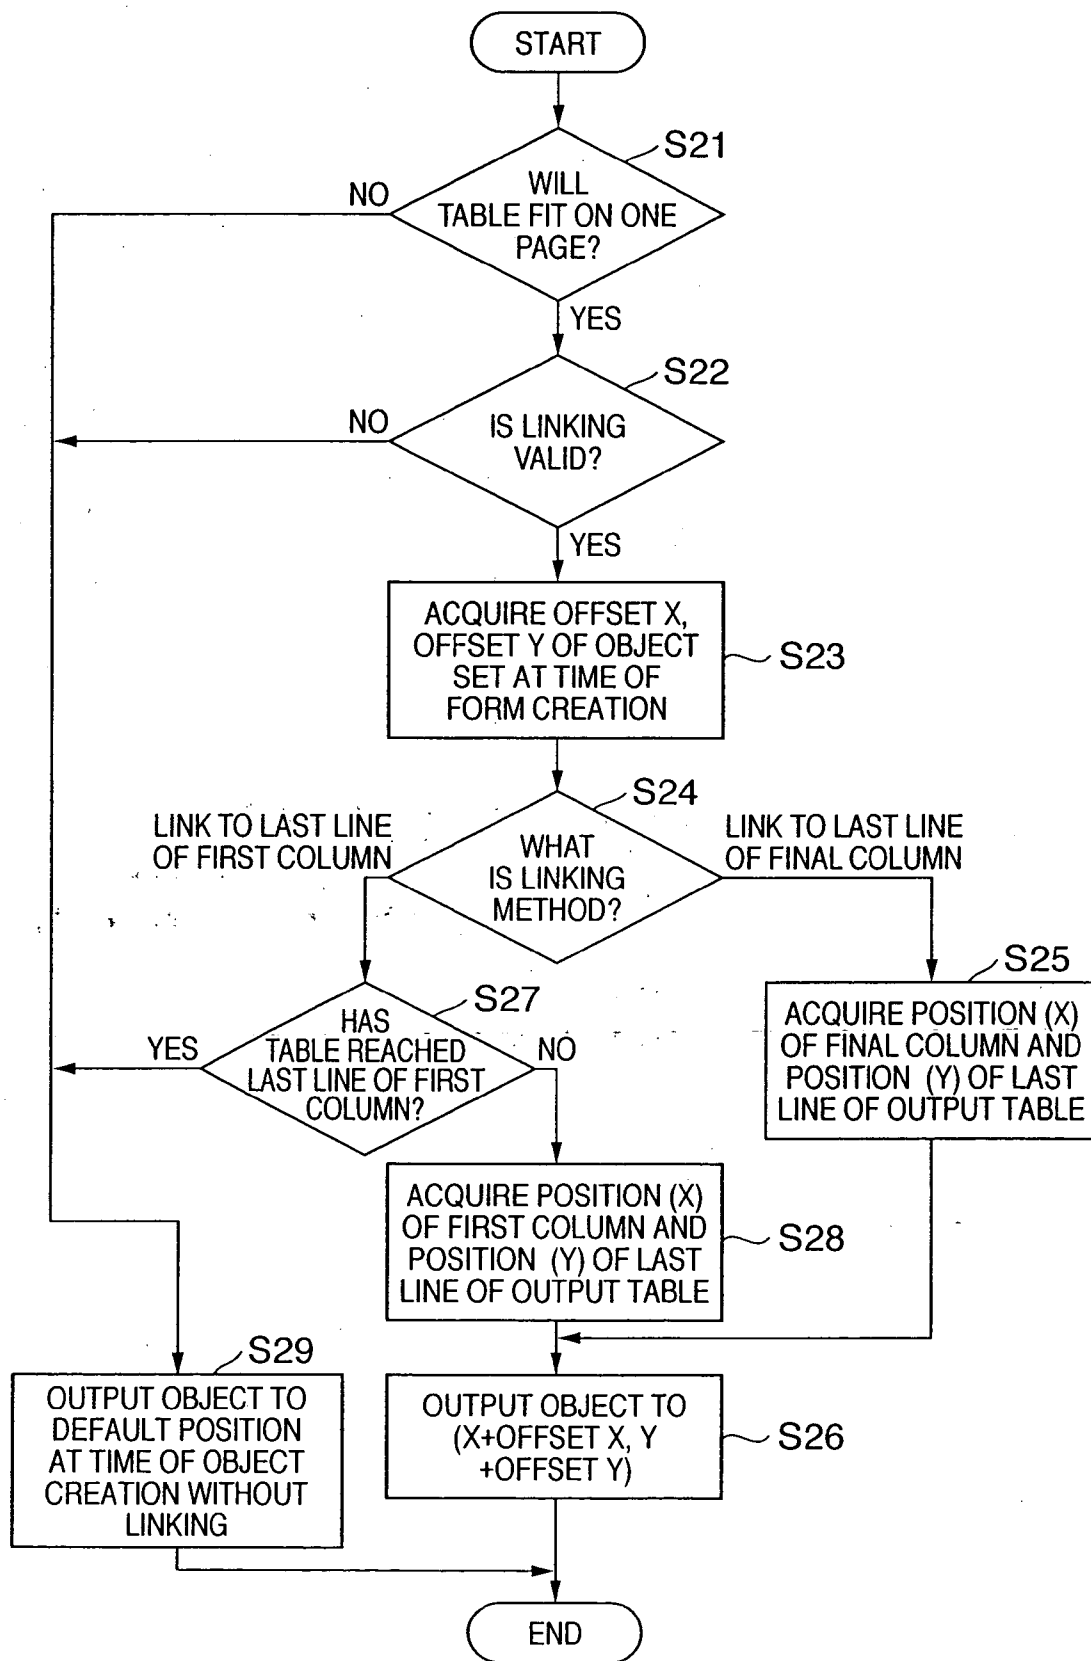 START
S21
WILL
TABLE FIT ON ONE
PAGE?
NO
YES
S22
IS LINKING
VALID?
NO
YES
ACQUIRE OFFSET X,
OFFSET Y OF OBJECT
SET AT TIME OF
FORM CREATION
S23
S24
LINK TO LAST LINE
OF FIRST COLUMN
WHAT
IS LINKING
METHOD?
LINK TO LAST LINE
OF FINAL COLUMN
S27
HAS
TABLE REACHED
LAST LINE OF FIRST
COLUMN?
YES
NO
S25
ACQUIRE POSITION (X)
OF FINAL COLUMN AND
POSITION (Y) OF LAST
LINE OF OUTPUT TABLE
ACQUIRE POSITION (X)
OF FIRST COLUMN AND
POSITION (Y) OF LAST
LINE OF OUTPUT TABLE
S28
S29
OUTPUT OBJECT TO
DEFAULT POSITION
AT TIME OF OBJECT
CREATION WITHOUT
LINKING
OUTPUT OBJECT TO
(X+OFFSET X, Y
+OFFSET Y)
S26
END